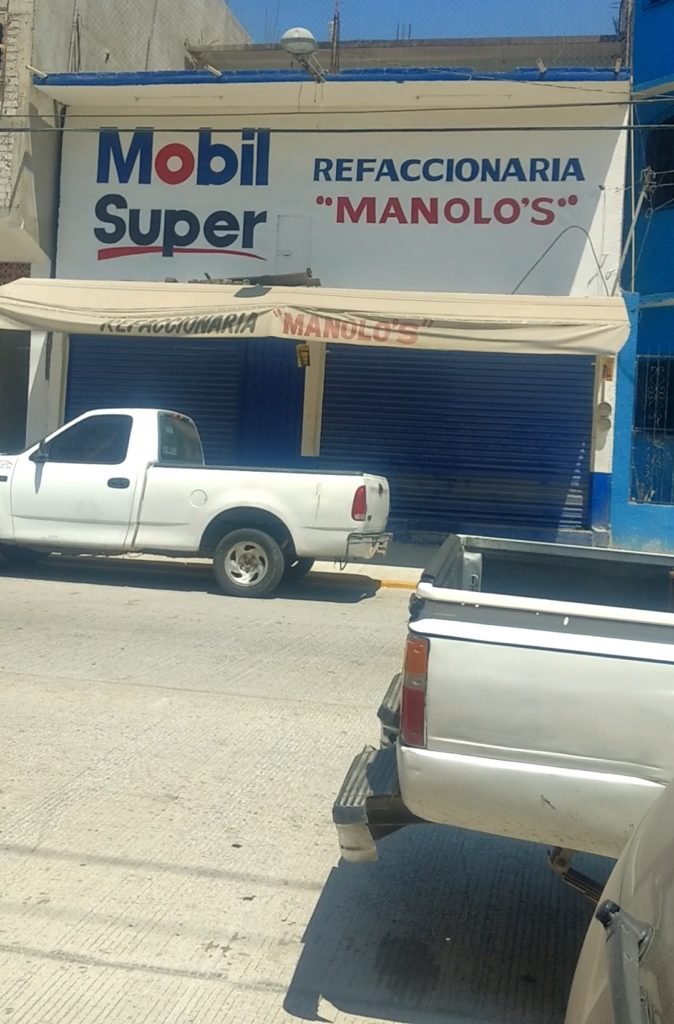 Mobil
Super
REFACCIONARIA
"MANOLO'S"
REFACCIONARIA "MANOLO'S"